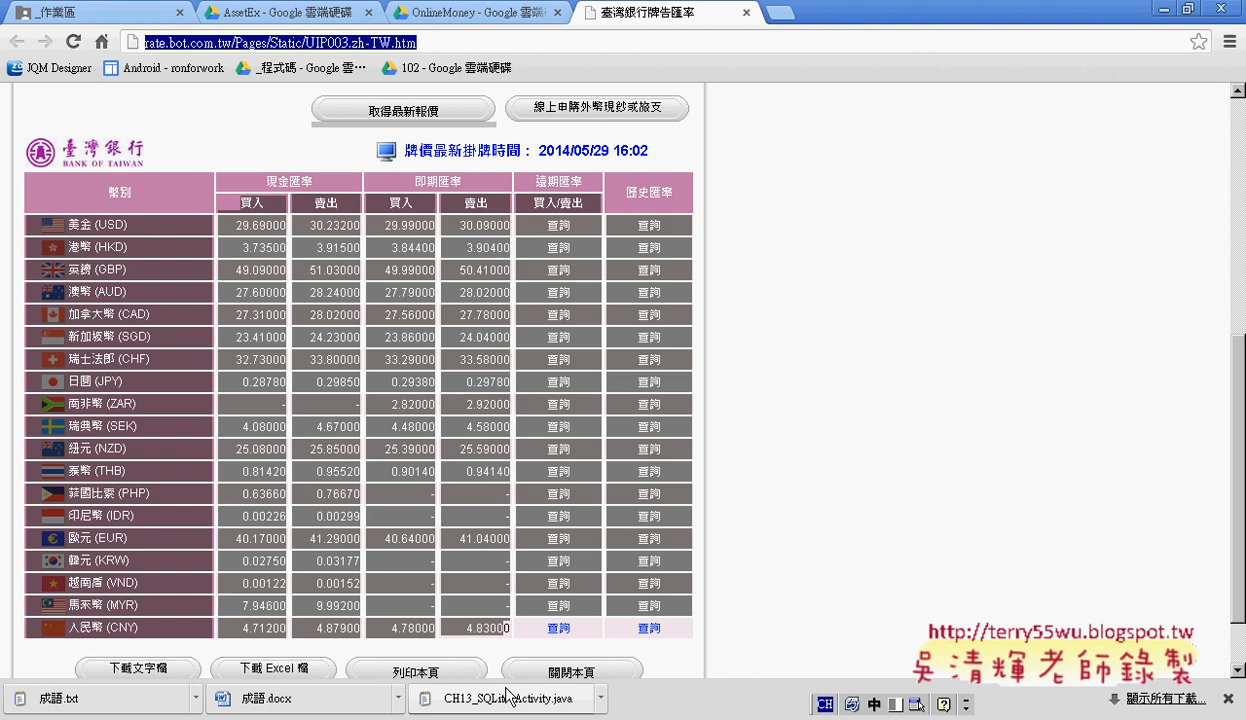 _作業區
AssetEx - Google 雲端硬碟
OnlineMoney - Google 雲端硬
臺灣銀行牌告匯率
rate.bot.com.tw/Pages/Static/UIP003.zh-TW.htm
JQM Designer
Android - ronforwork
_程式碼 - Google 雲…
102 - Google 雲端硬碟
取得最新報價
線上申購外幣現鈔或旅支
臺灣銀行
BANK OF TAIWAN
牌價最新掛牌時間： 2014/05/29 16:02
幣別 現金匯率 即期匯率 遠期匯率 歷史匯率
買入 賣出 買入 賣出 買入/賣出
美金 (USD) 29.69000 30.23200 29.99000 30.09000 查詢 查詢
港幣 (HKD) 3.73500 3.91500 3.84400 3.90400 查詢 查詢
英鎊 (GBP) 49.09000 51.03000 49.99000 50.41000 查詢 查詢
澳幣 (AUD) 27.60000 28.24000 27.79000 28.02000 查詢 查詢
加拿大幣 (CAD) 27.31000 28.02000 27.56000 27.78000 查詢 查詢
新加坡幣 (SGD) 23.41000 24.23000 23.86000 24.04000 查詢 查詢
瑞士法郎 (CHF) 32.73000 33.80000 33.29000 33.58000 查詢 查詢
日圓 (JPY) 0.28780 0.29850 0.29380 0.29780 查詢 查詢
南非幣 (ZAR) - - 2.82000 2.92000 查詢 查詢
瑞典幣 (SEK) 4.08000 4.67000 4.48000 4.58000 查詢 查詢
紐元 (NZD) 25.08000 25.85000 25.39000 25.59000 查詢 查詢
泰幣 (THB) 0.81420 0.95520 0.90140 0.94140 查詢 查詢
菲國比索 (PHP) 0.63660 0.76670 - - 查詢 查詢
印尼幣 (IDR) 0.00226 0.00299 - - 查詢 查詢
歐元 (EUR) 40.17000 41.29000 40.64000 41.04000 查詢 查詢
韓元 (KRW) 0.02750 0.03177 - - 查詢 查詢
越南盾 (VND) 0.00122 0.00152 - - 查詢 查詢
馬來幣 (MYR) 7.94600 9.99200 - - 查詢 查詢
人民幣 (CNY) 4.71200 4.87900 4.78000 4.83000 查詢 查詢
下載文字檔
下載 Excel 檔
列印本頁
關閉本頁
http://terry55wu.blogspot.tw
吳清輝老師錄製
成語.txt
成語.docx
CH13_SQLiteActivity.java
CH
中
顯示所有下載...